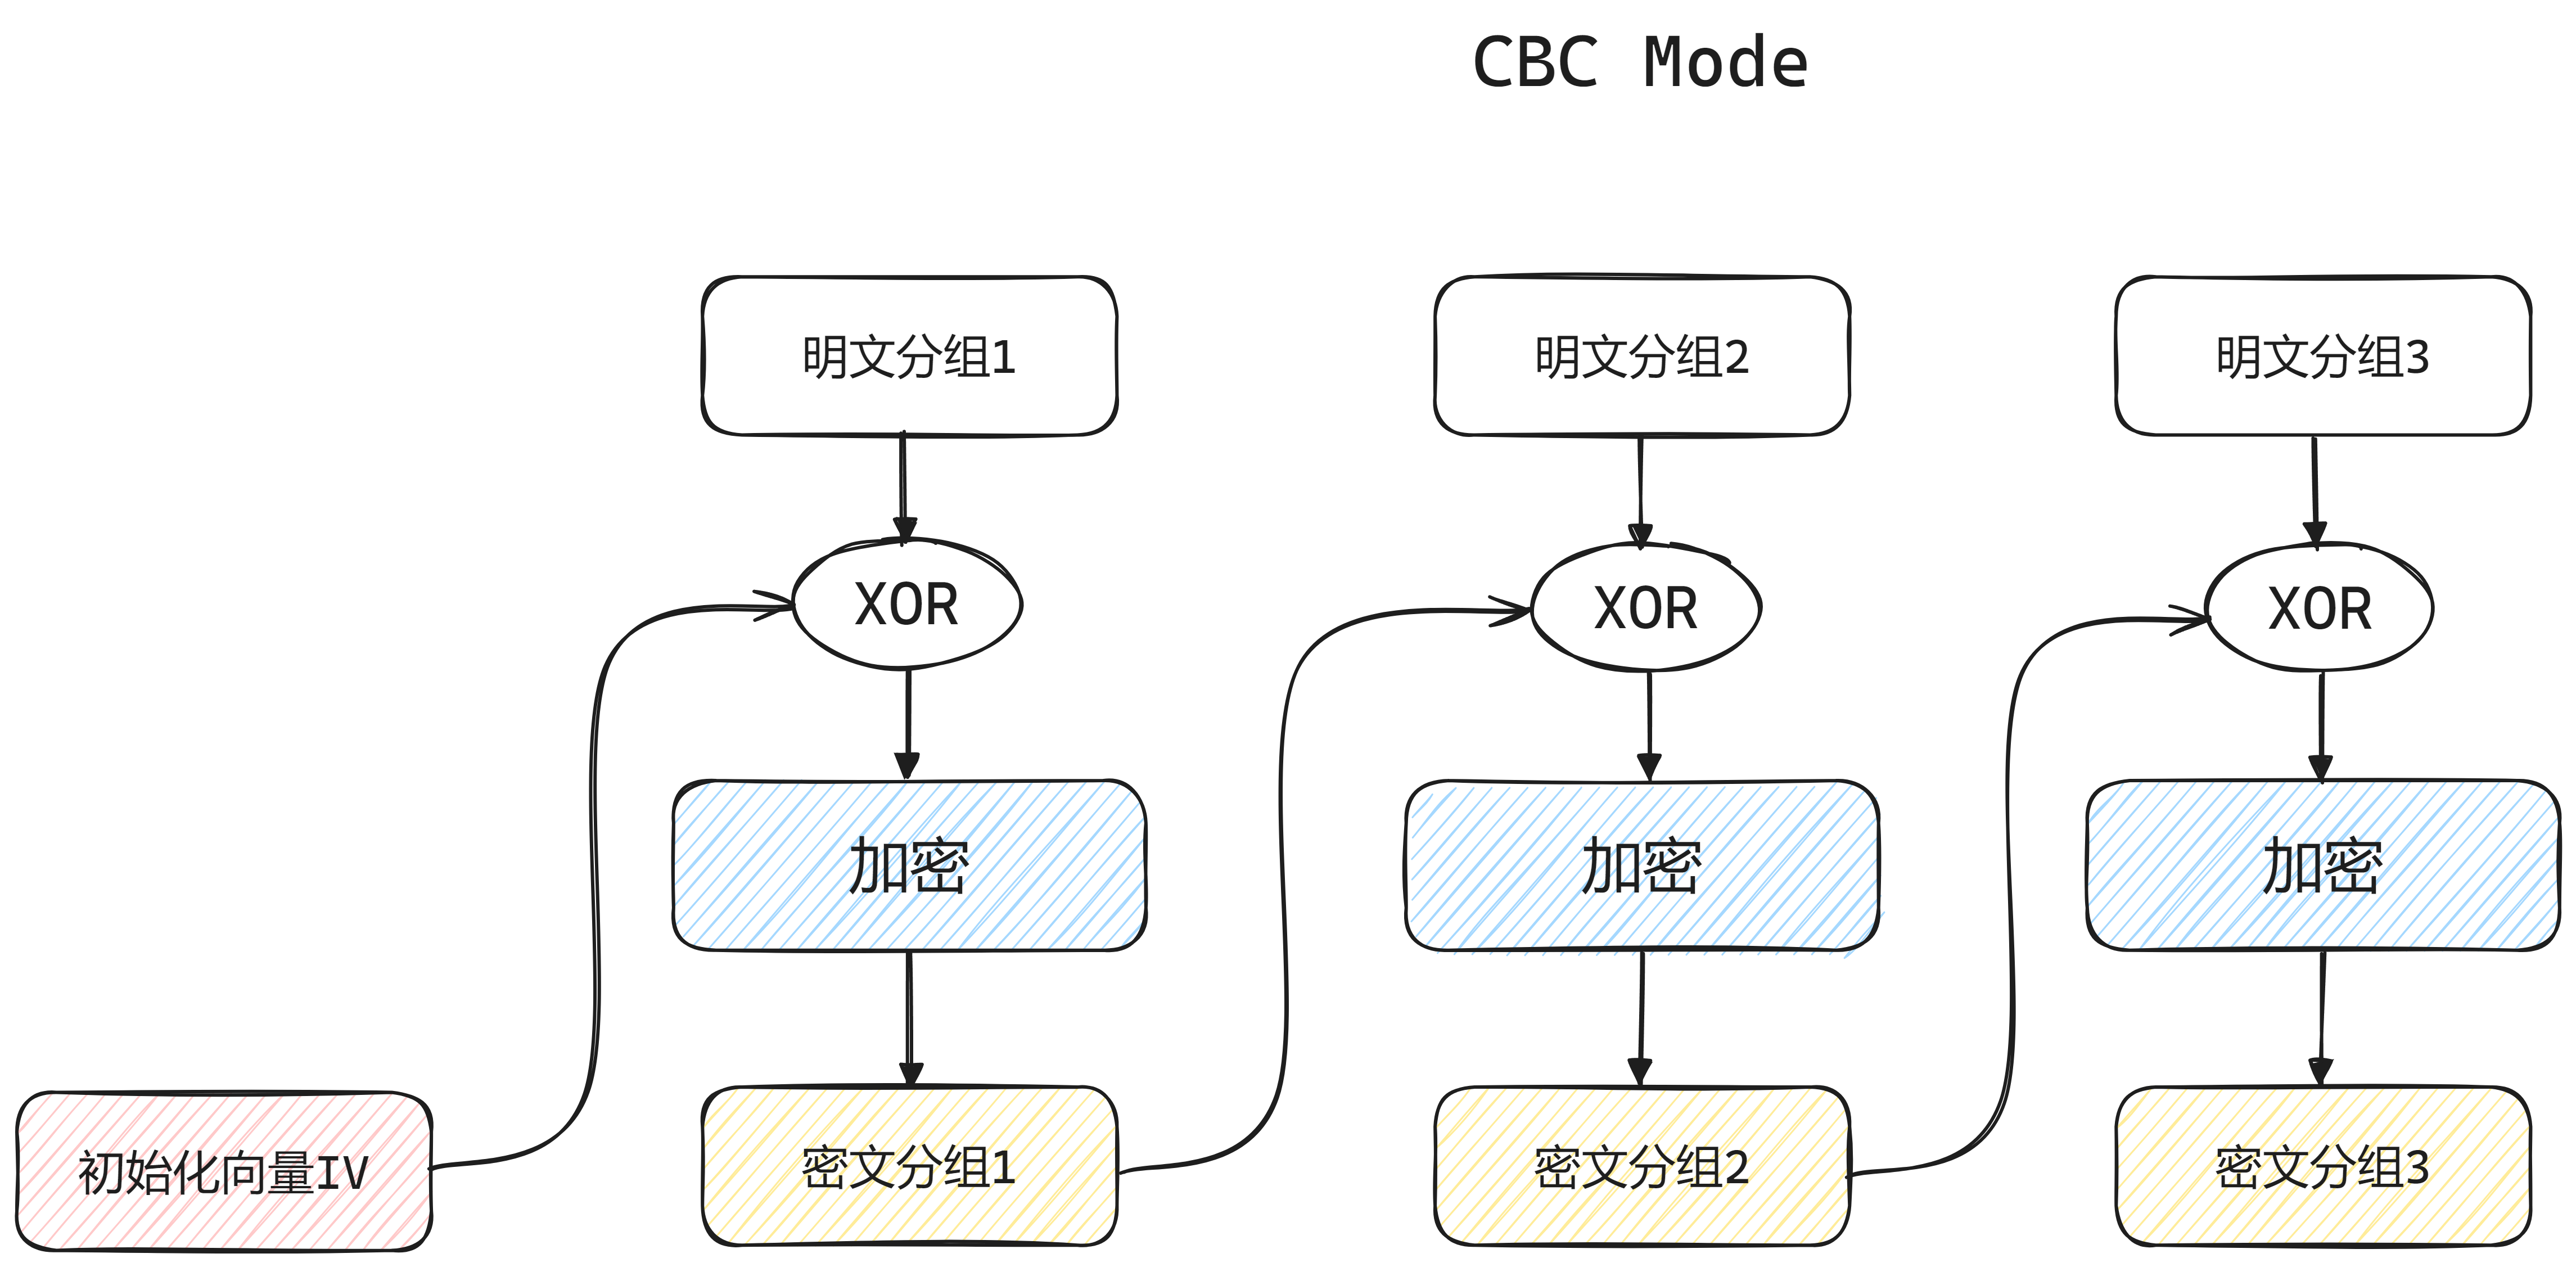 CBC Mode
明文分组1
明文分组2
明文分组3
XOR
XOR
XOR
加密
加密
加密
初始化向量IV
密文分组1
密文分组2
密文分组3